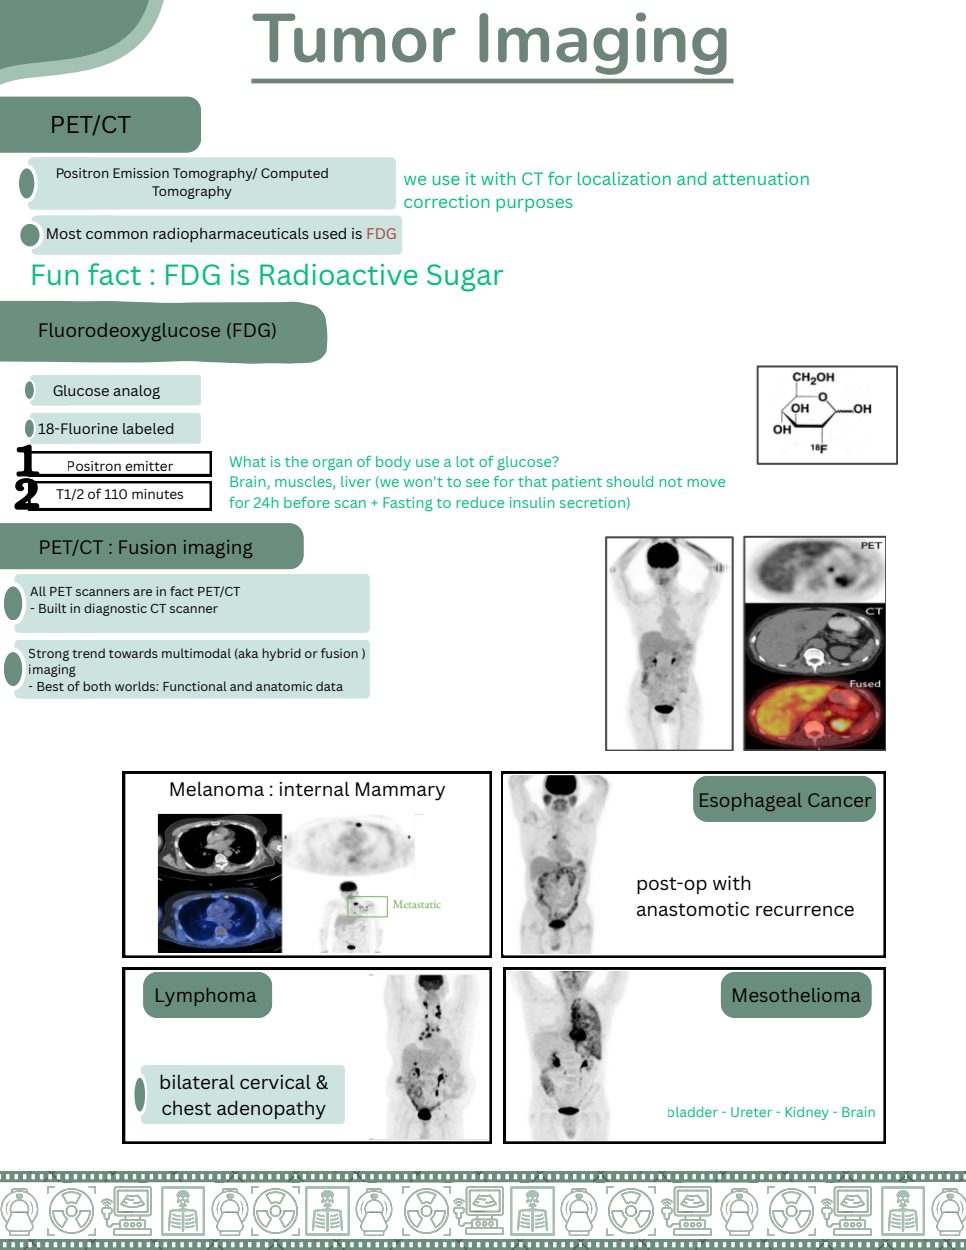 Tumor Imaging
PET/CT
Positron Emission Tomography/ Computed
Tomography
we use it with CT for localization and attenuation
correction purposes
Most common radiopharmaceuticals used is FDG
Fun fact : FDG is Radioactive Sugar
Fluorodeoxyglucose (FDG)
Glucose analog
18-Fluorine labeled
1
Positron emitter
2
T1/2 of 110 minutes
What is the organ of body use a lot of glucose?
Brain, muscles, liver (we won't to see for that patient should not move
for 24h before scan + Fasting to reduce insulin secretion)
CH₂OH
O
OH
OH
OH
¹⁸F
PET/CT : Fusion imaging
All PET scanners are in fact PET/CT
- Built in diagnostic CT scanner
Strong trend towards multimodal (aka hybrid or fusion )
imaging
- Best of both worlds: Functional and anatomic data
PET
CT
Fused
Melanoma : internal Mammary
Metastatic
Esophageal Cancer
post-op with
anastomotic recurrence
Lymphoma
bilateral cervical &
chest adenopathy
Mesothelioma
bladder - Ureter - Kidney - Brain